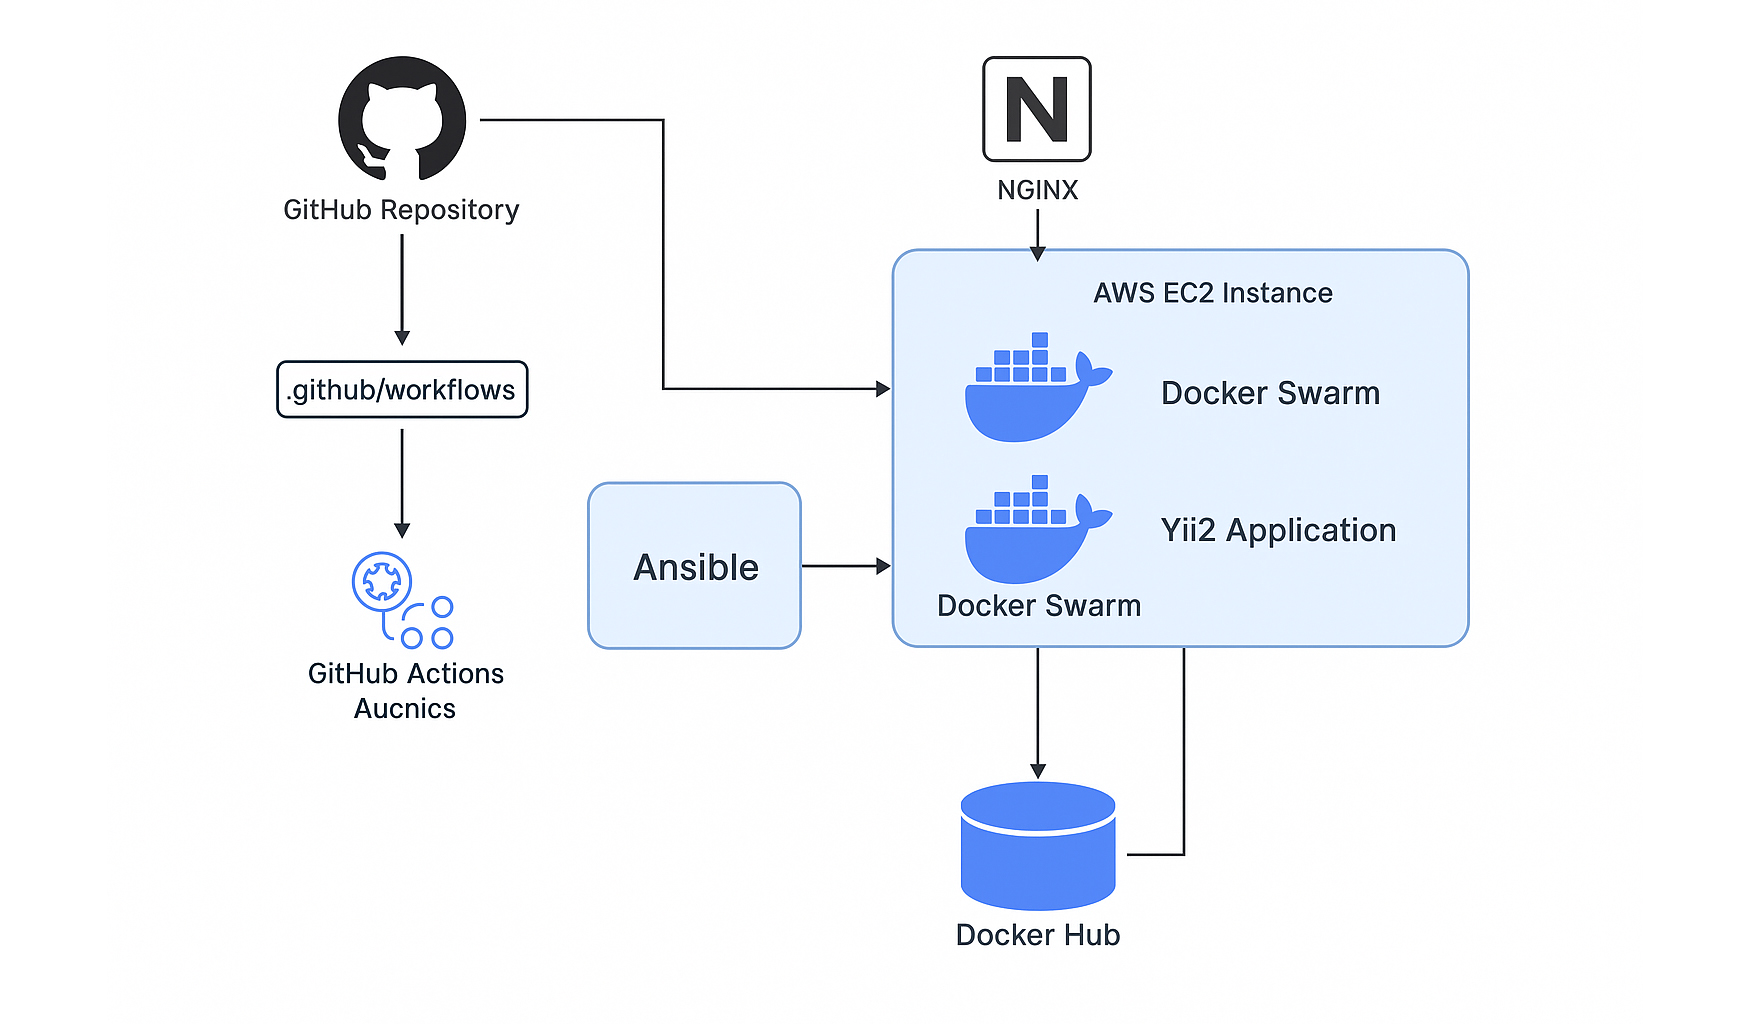 N
NGINX
GitHub Repository
AWS EC2 Instance
.github/workflows
Docker Swarm
Ansible
Yii2 Application
Docker Swarm
GitHub Actions
Aucnics
Docker Hub